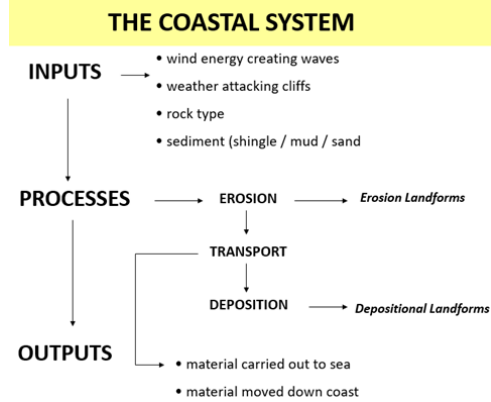 THE COASTAL SYSTEM
INPUTS
• wind energy creating waves
• weather attacking cliffs
• rock type
• sediment (shingle / mud / sand
PROCESSES
EROSION
Erosion Landforms
TRANSPORT
DEPOSITION
Depositional Landforms
OUTPUTS
• material carried out to sea
• material moved down coast